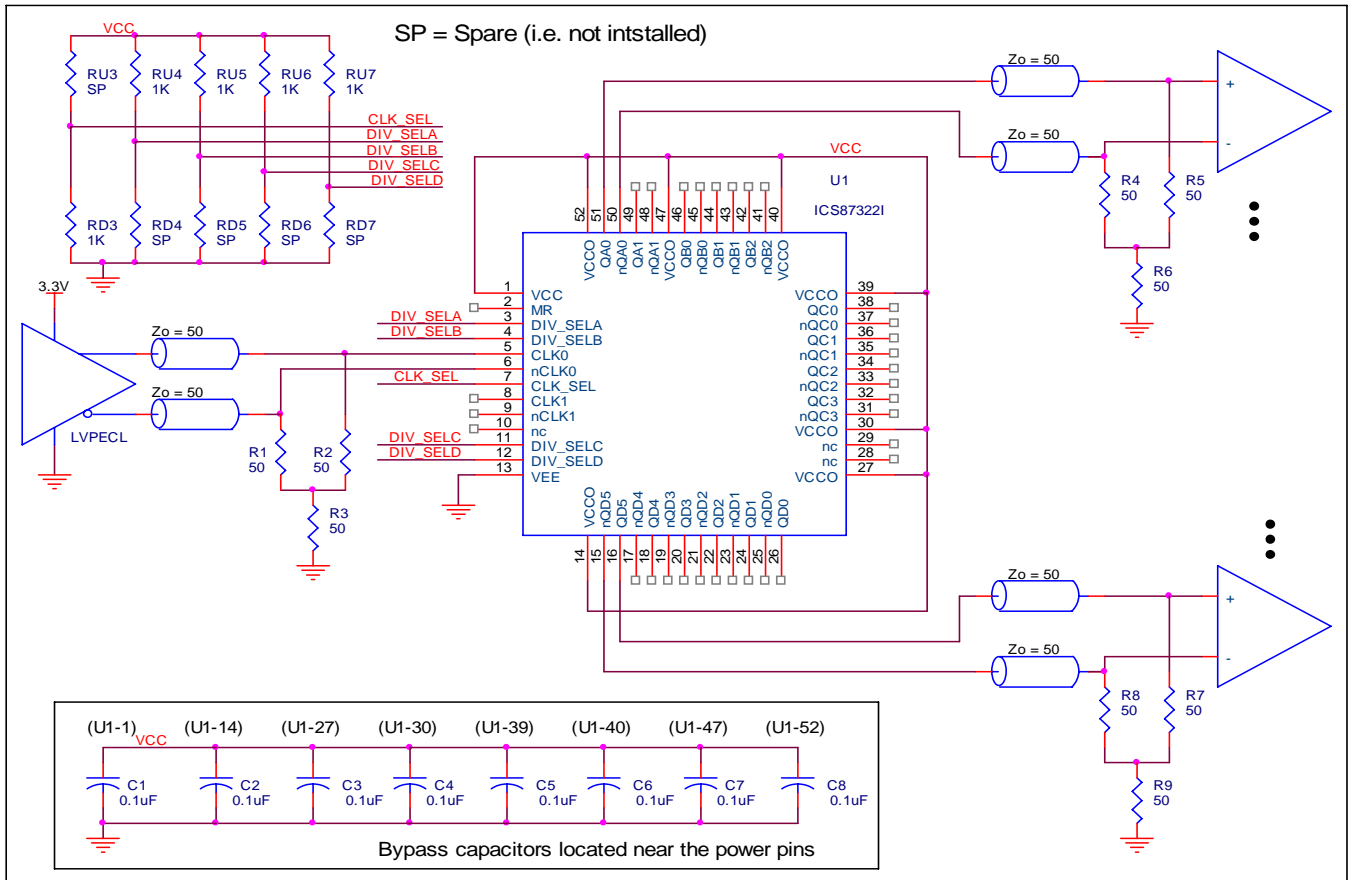 SP = Spare (i.e. not intstalled)
VCC
RU3
SP
RU4
1K
RU5
1K
RU6
1K
RU7
1K
CLK_SEL
DIV_SELA
DIV_SELB
DIV_SELC
DIV_SELD
RD3
1K
RD4
SP
RD5
SP
RD6
SP
RD7
SP
3.3V
LVPECL
Zo = 50
Zo = 50
R1
50
R2
50
R3
50
DIV_SELA
DIV_SELB
CLK_SEL
DIV_SELC
DIV_SELD
VCC
U1
ICS87322I
52 VCCO
51 QA0
50 nQA0
49 QA1
48 nQA1
47 VCCO
46 QB0
45 nQB0
44 QB1
43 nQB1
42 QB2
41 nQB2
40 VCCO
1 VCC
2 MR
3 DIV_SELA
4 DIV_SELB
5 CLK0
6 nCLK0
7 CLK_SEL
8 CLK1
9 nCLK1
10 nc
11 DIV_SELC
12 DIV_SELD
13 VEE
VCCO 39
QC0 38
nQC0 37
QC1 36
nQC1 35
QC2 34
nQC2 33
QC3 32
nQC3 31
VCCO 30
nc 29
nc 28
VCCO 27
14 VCCO
15 nQD5
16 QD5
17 nQD4
18 QD4
19 nQD3
20 QD3
21 nQD2
22 QD2
23 nQD1
24 QD1
25 nQD0
26 QD0
Zo = 50
Zo = 50
+
-
R4
50
R5
50
R6
50
Zo = 50
Zo = 50
+
-
R8
50
R7
50
R9
50
(U1-1) (U1-14) (U1-27) (U1-30) (U1-39) (U1-40) (U1-47) (U1-52)
VCC
C1
0.1uF
C2
0.1uF
C3
0.1uF
C4
0.1uF
C5
0.1uF
C6
0.1uF
C7
0.1uF
C8
0.1uF
Bypass capacitors located near the power pins